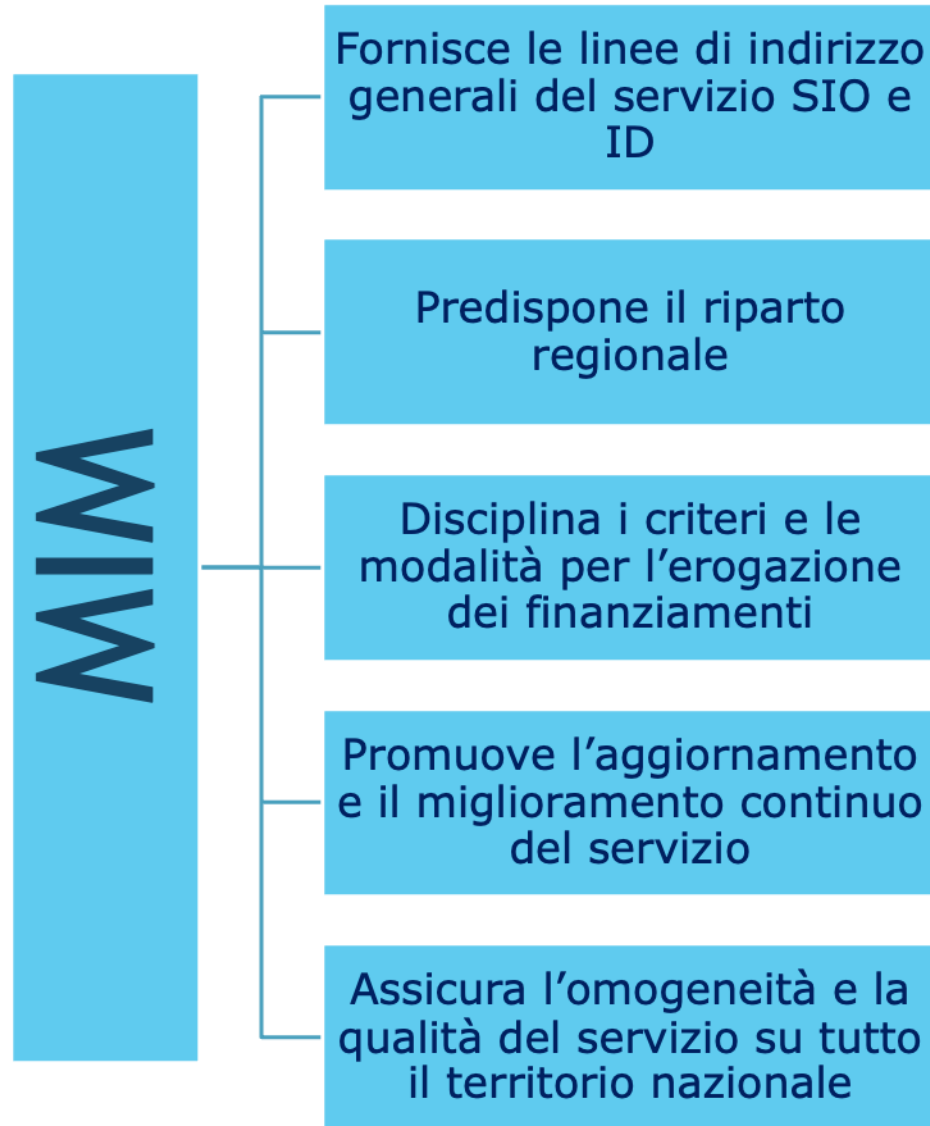 MIM
Fornisce le linee di indirizzo
generali del servizio SIO e
ID
Predispone il riparto
regionale
Disciplina i criteri e le
modalità per l’erogazione
dei finanziamenti
Promuove l’aggiornamento
e il miglioramento continuo
del servizio
Assicura l’omogeneità e la
qualità del servizio su tutto
il territorio nazionale